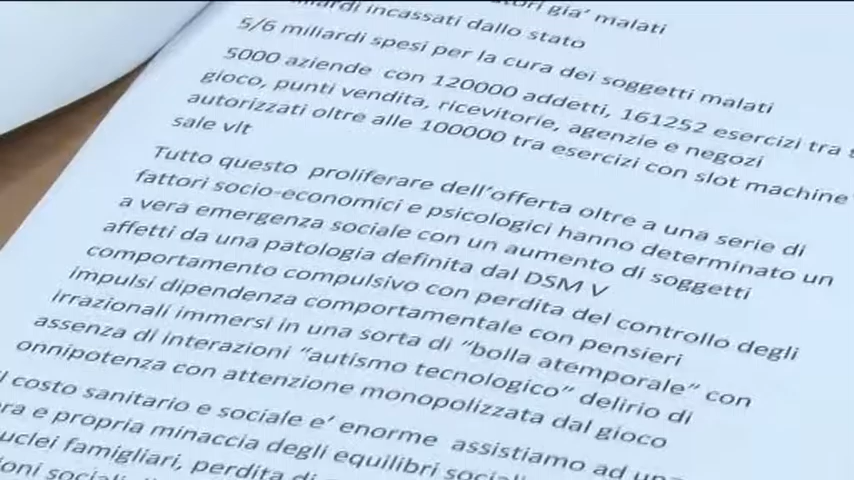 già' malati
incassati dallo stato
5/6 miliardi spesi per la cura dei soggetti malati
5000 aziende con 120000 addetti, 161252 esercizi tra
gioco, punti vendita, ricevitorie, agenzie e negozi
autorizzati oltre alle 100000 tra esercizi con slot machine
sale vlt
Tutto questo proliferare dell'offerta oltre a una serie di
fattori socio-economici e psicologici hanno determinato un
a vera emergenza sociale con un aumento di soggetti
affetti da una patologia definita dal DSM V
comportamento compulsivo con perdita del controllo degli
impulsi dipendenza comportamentale con pensieri
irrazionali immersi in una sorta di "bolla atemporale" con
assenza di interazioni "autismo tecnologico" delirio di
onnipotenza con attenzione monopolizzata dal gioco
costo sanitario e sociale e' enorme assistiamo ad
e propria minaccia degli equilibri
famigliari, perdita